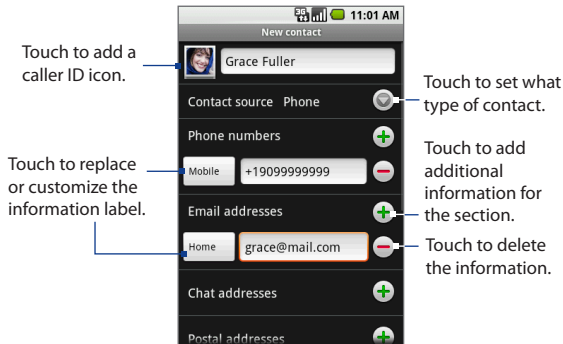 3G 11:01 AM
New contact
Touch to add a
caller ID icon.
Grace Fuller
Contact source Phone
Touch to set what
type of contact.
Phone numbers
Touch to replace
or customize the
information label.
Mobile +19099999999
Touch to add
additional
information for
the section.
Email addresses
Home grace@mail.com
Touch to delete
the information.
Chat addresses
Postal addresses